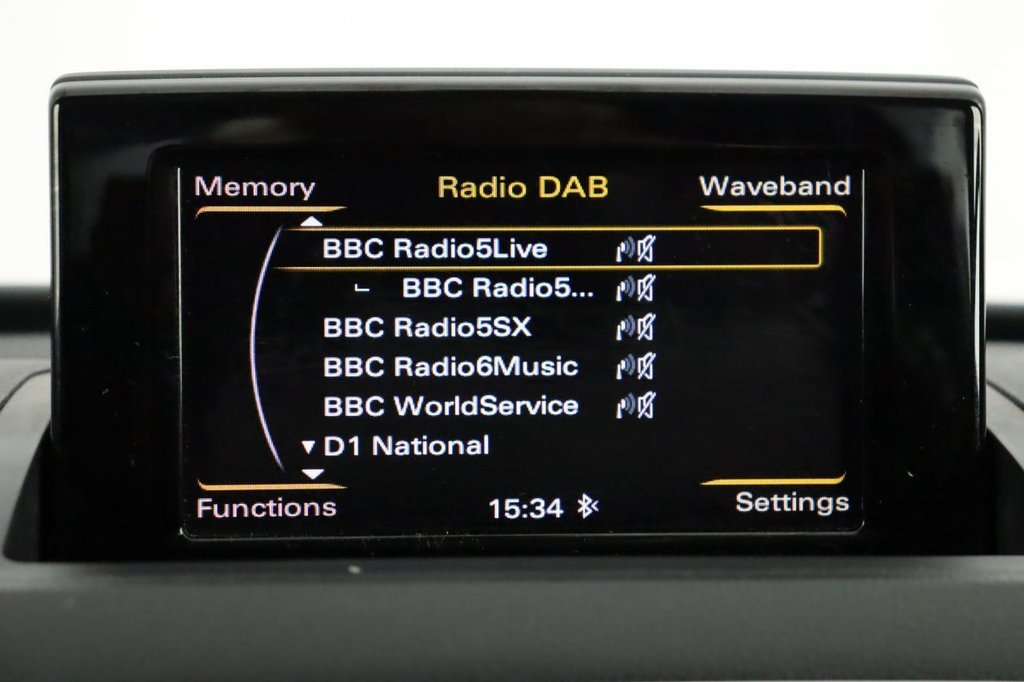 Memory Radio DAB Waveband
BBC Radio5Live
BBC Radio5...
BBC Radio5SX
BBC Radio6Music
BBC WorldService
D1 National
Functions 15:34 Settings